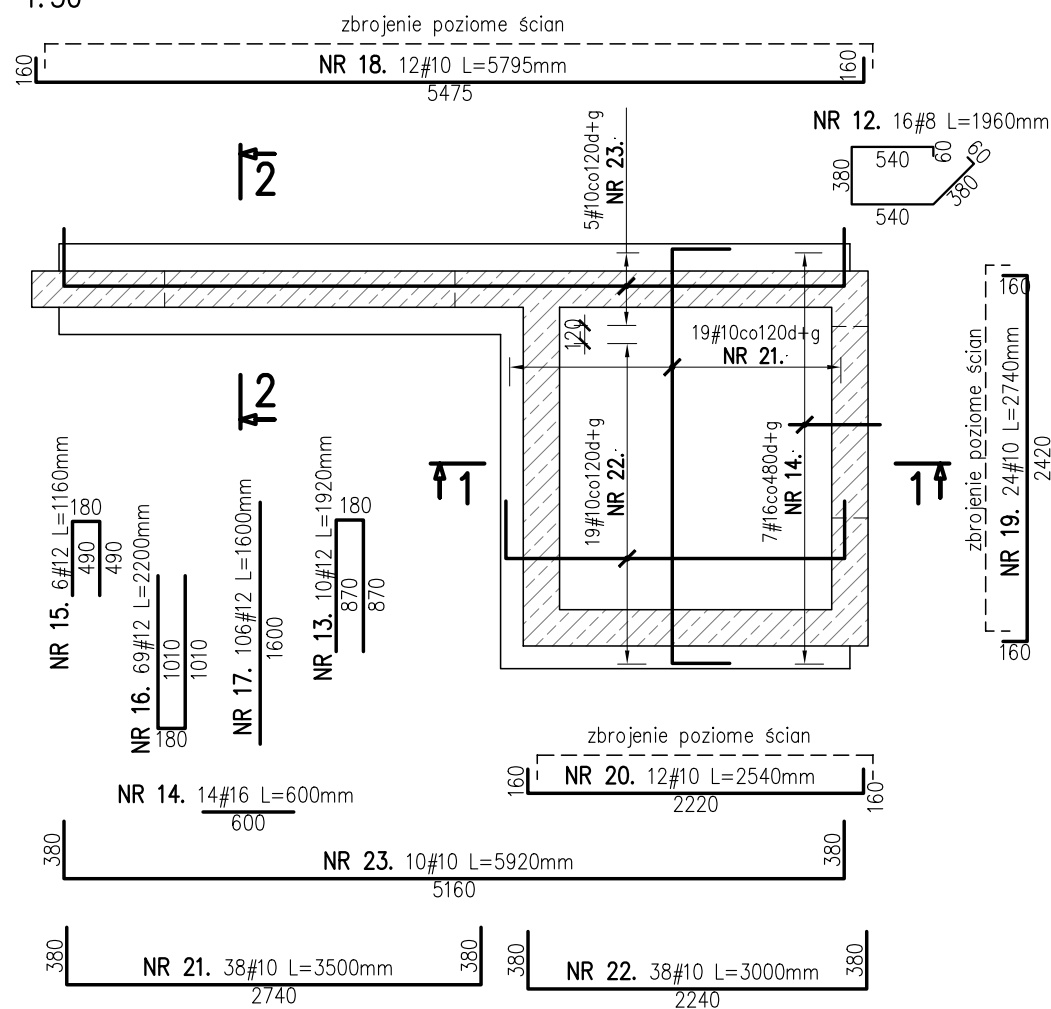 zbrojenie poziome ścian
160
NR 18. 12#10 L=5795mm
160
5475
NR 12. 16#8 L=1960mm
540
60
60
380
380
540
5#10co120d+g
NR 23.
2
160
120
19#10co120d+g
NR 21.
zbrojenie poziome ścian
NR 19. 24#10 L=2740mm
2420
160
2
19#10co120d+g
NR 22.
7#16co480d+g
NR 14.
1
1
NR 15. 6#12 L=1160mm
180
490
490
NR 16. 69#12 L=2200mm
1010
1010
180
NR 17. 106#12 L=1600mm
1600
NR 13. 10#12 L=1920mm
180
870
870
zbrojenie poziome ścian
160
NR 20. 12#10 L=2540mm
160
2220
NR 14. 14#16 L=600mm
600
380
NR 23. 10#10 L=5920mm
380
5160
380
NR 21. 38#10 L=3500mm
380
2740
380
NR 22. 38#10 L=3000mm
380
2240